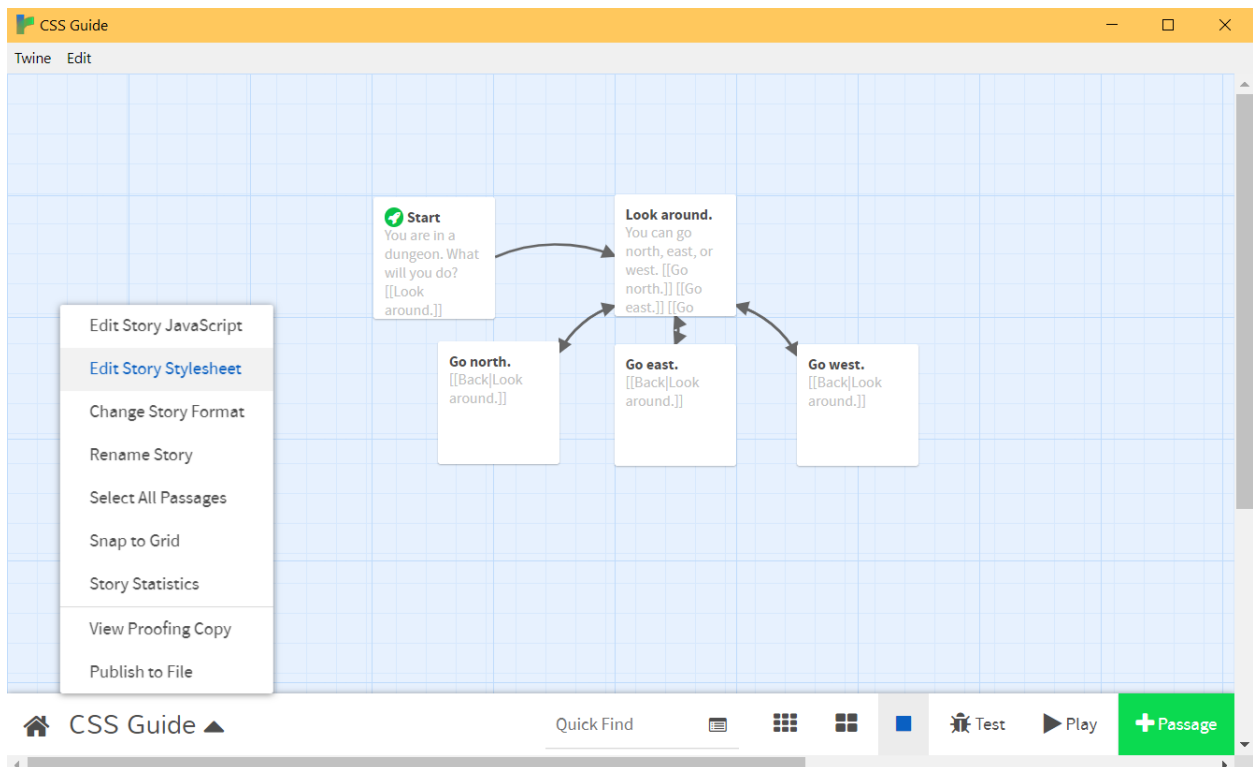 CSS Guide
Twine Edit
Start
You are in a
dungeon. What
will you do?
[[Look
around.]]
Look around.
You can go
north, east, or
west. [[Go
north.]] [[Go
east.]] [[Go
Go north.
[[Back|Look
around.]]
Go east.
[[Back|Look
around.]]
Go west.
[[Back|Look
around.]]
Edit Story JavaScript
Edit Story Stylesheet
Change Story Format
Rename Story
Select All Passages
Snap to Grid
Story Statistics
View Proofing Copy
Publish to File
CSS Guide Quick Find Test Play Passage